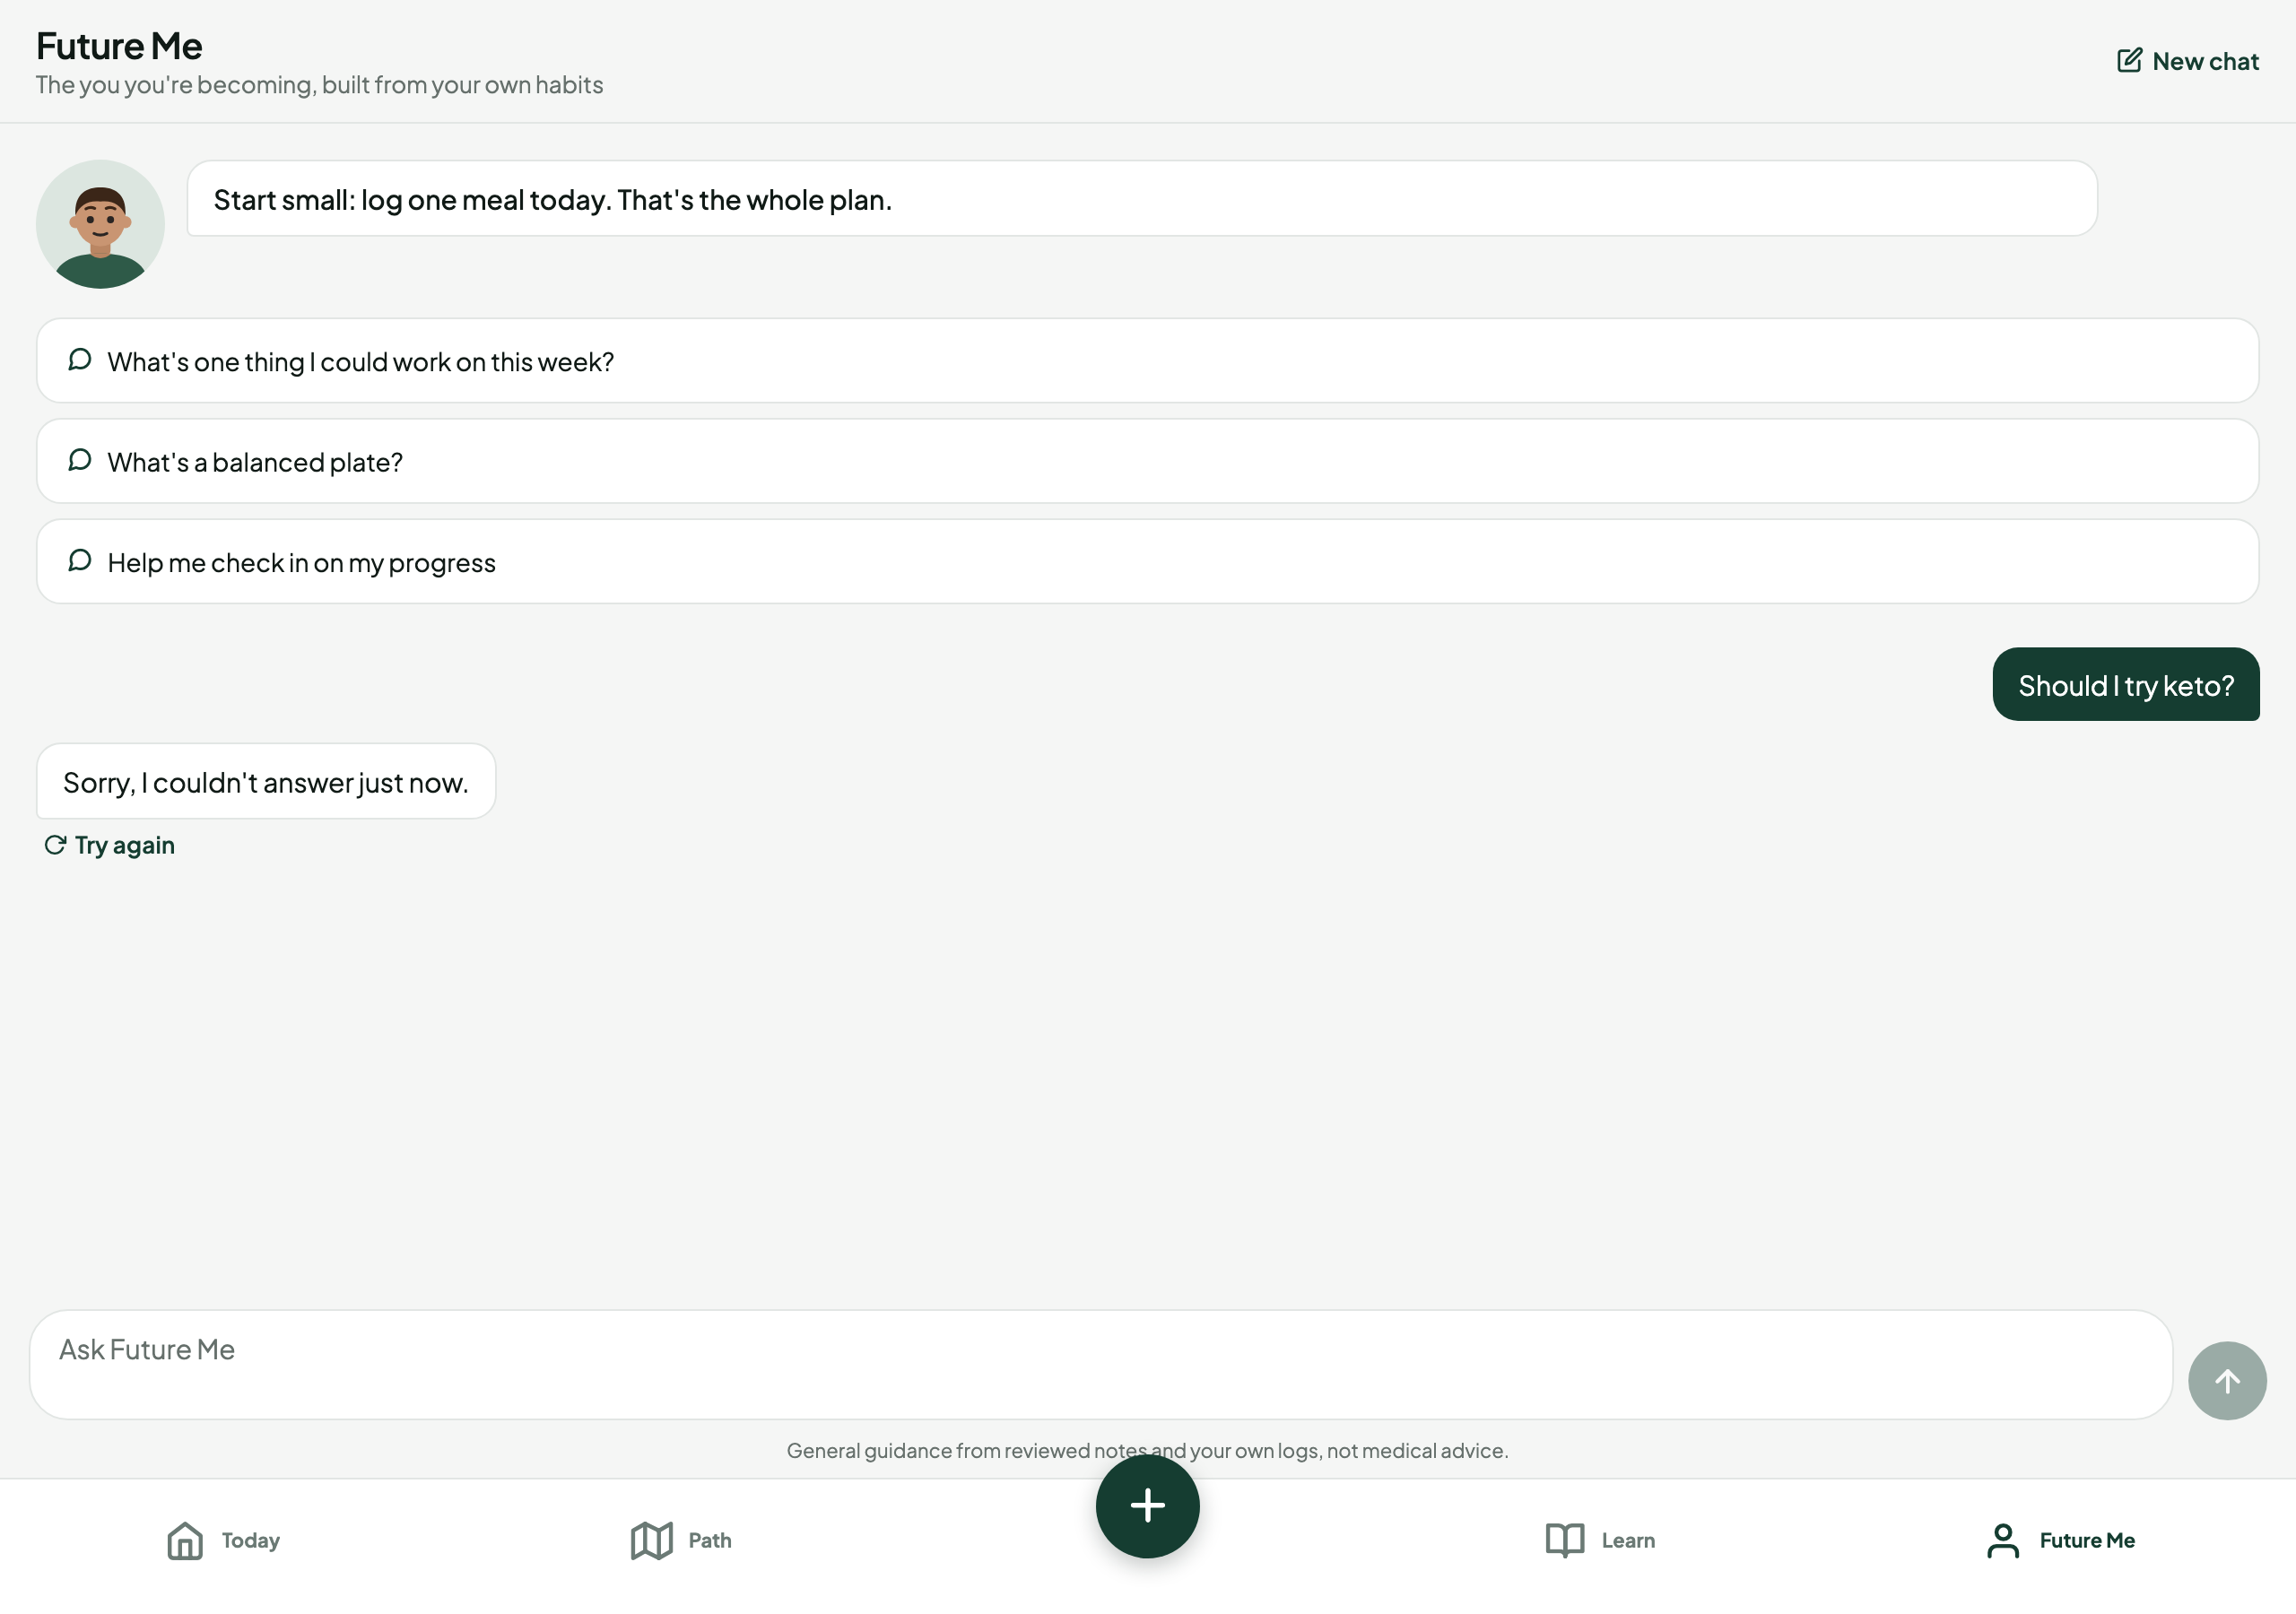 Future Me
The you you're becoming, built from your own habits
New chat
Start small: log one meal today. That's the whole plan.
What's one thing I could work on this week?
What's a balanced plate?
Help me check in on my progress
Should I try keto?
Sorry, I couldn't answer just now.
Try again
Ask Future Me
General guidance from reviewed notes and your own logs, not medical advice.
Today
Path
Learn
Future Me